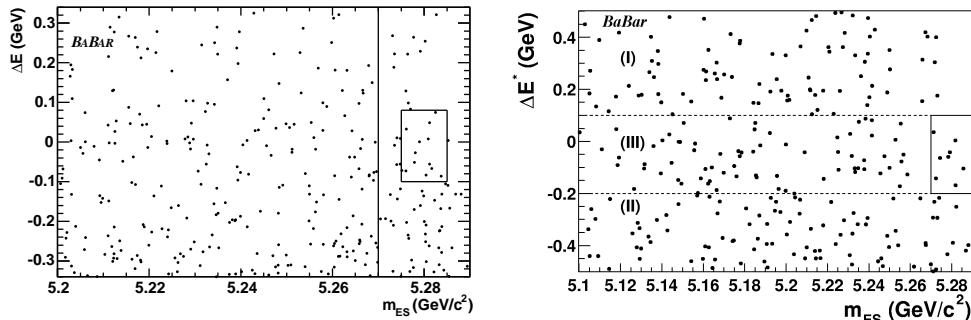 ΔE (GeV)
BABAR
0.3
0.2
0.1
0
-0.1
-0.2
-0.3
5.2 5.22 5.24 5.26 5.28
mES (GeV/c²)
ΔE* (GeV)
BaBar
0.4
0.2
0
-0.2
-0.4
(I)
(III)
(II)
5.1 5.12 5.14 5.16 5.18 5.2 5.22 5.24 5.26 5.28
mES (GeV/c²)